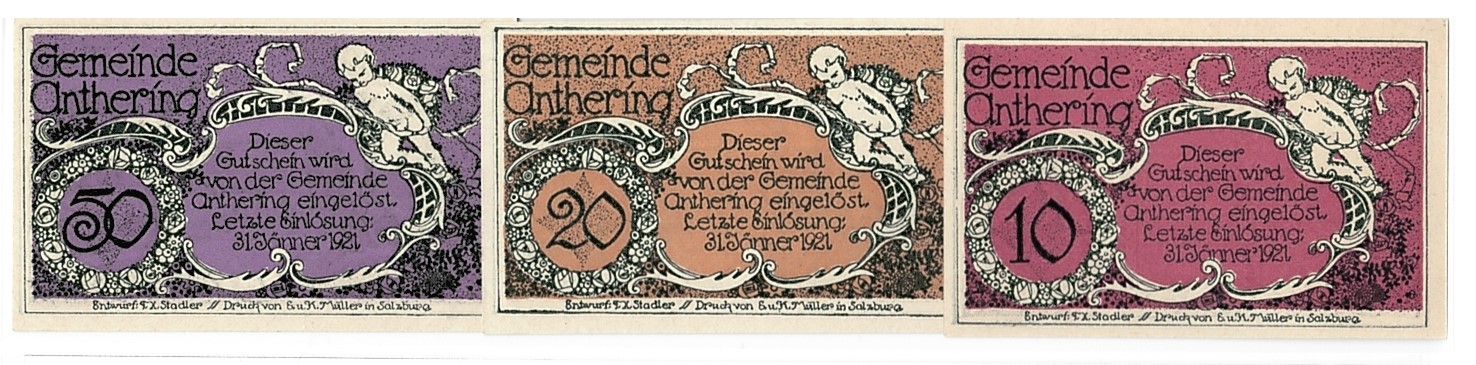 Gemeinde
Anthering
50
Dieser
Gutschein wird
von der Gemeinde
Anthering eingelöst.
Letzte Einlösung:
31. Jänner 1921
Entwurf: F.X. Stadler // Druck von E. u. K. Müller in Salzburg
Gemeinde
Anthering
20
Dieser
Gutschein wird
von der Gemeinde
Anthering eingelöst.
Letzte Einlösung:
31. Jänner 1921
Entwurf: F.X. Stadler // Druck von E. u. K. Müller in Salzburg
Gemeinde
Anthering
10
Dieser
Gutschein wird
von der Gemeinde
Anthering eingelöst.
Letzte Einlösung:
31. Jänner 1921
Entwurf: F.X. Stadler // Druck von E. u. K. Müller in Salzburg